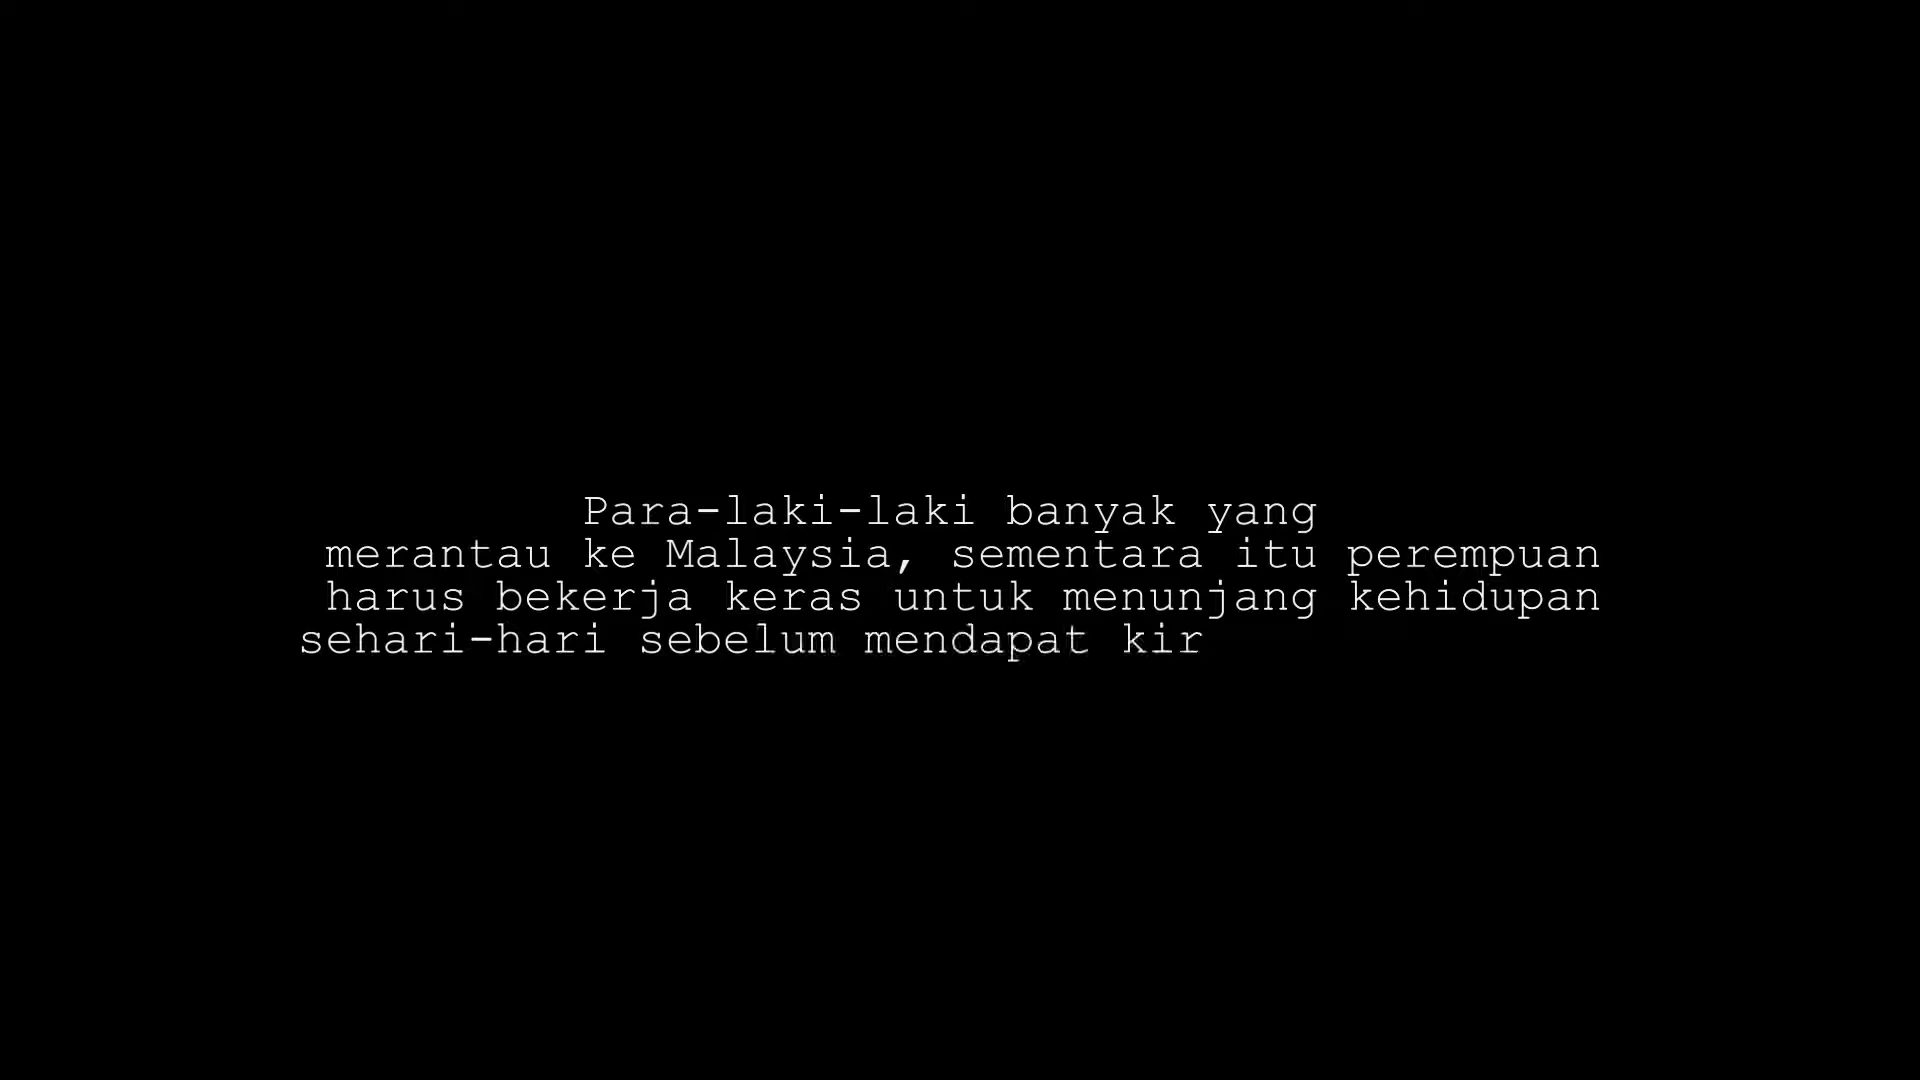 Para-laki-laki banyak yang
merantau ke Malaysia, sementara itu perempuan
harus bekerja keras untuk menunjang kehidupan
sehari-hari sebelum mendapat kir